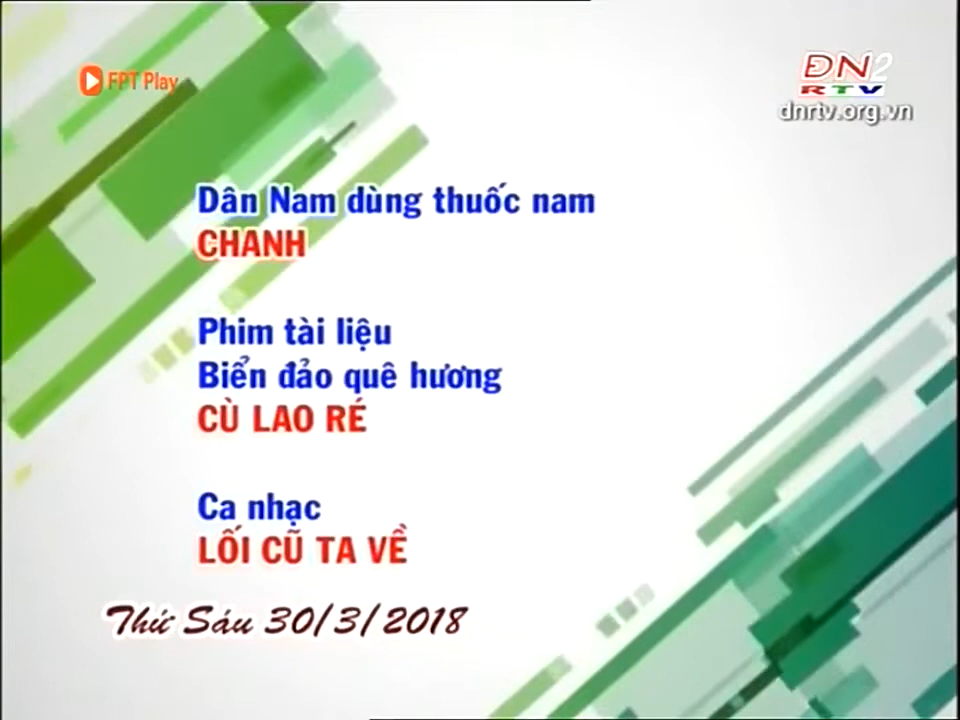 FPT Play
ĐN2
RTV
dnrtv.org.vn
Dân Nam dùng thuốc nam
CHANH
Phim tài liệu
Biển đảo quê hương
CÙ LAO RÉ
Ca nhạc
LỐI CŨ TA VỀ
Thứ Sáu 30/3/2018